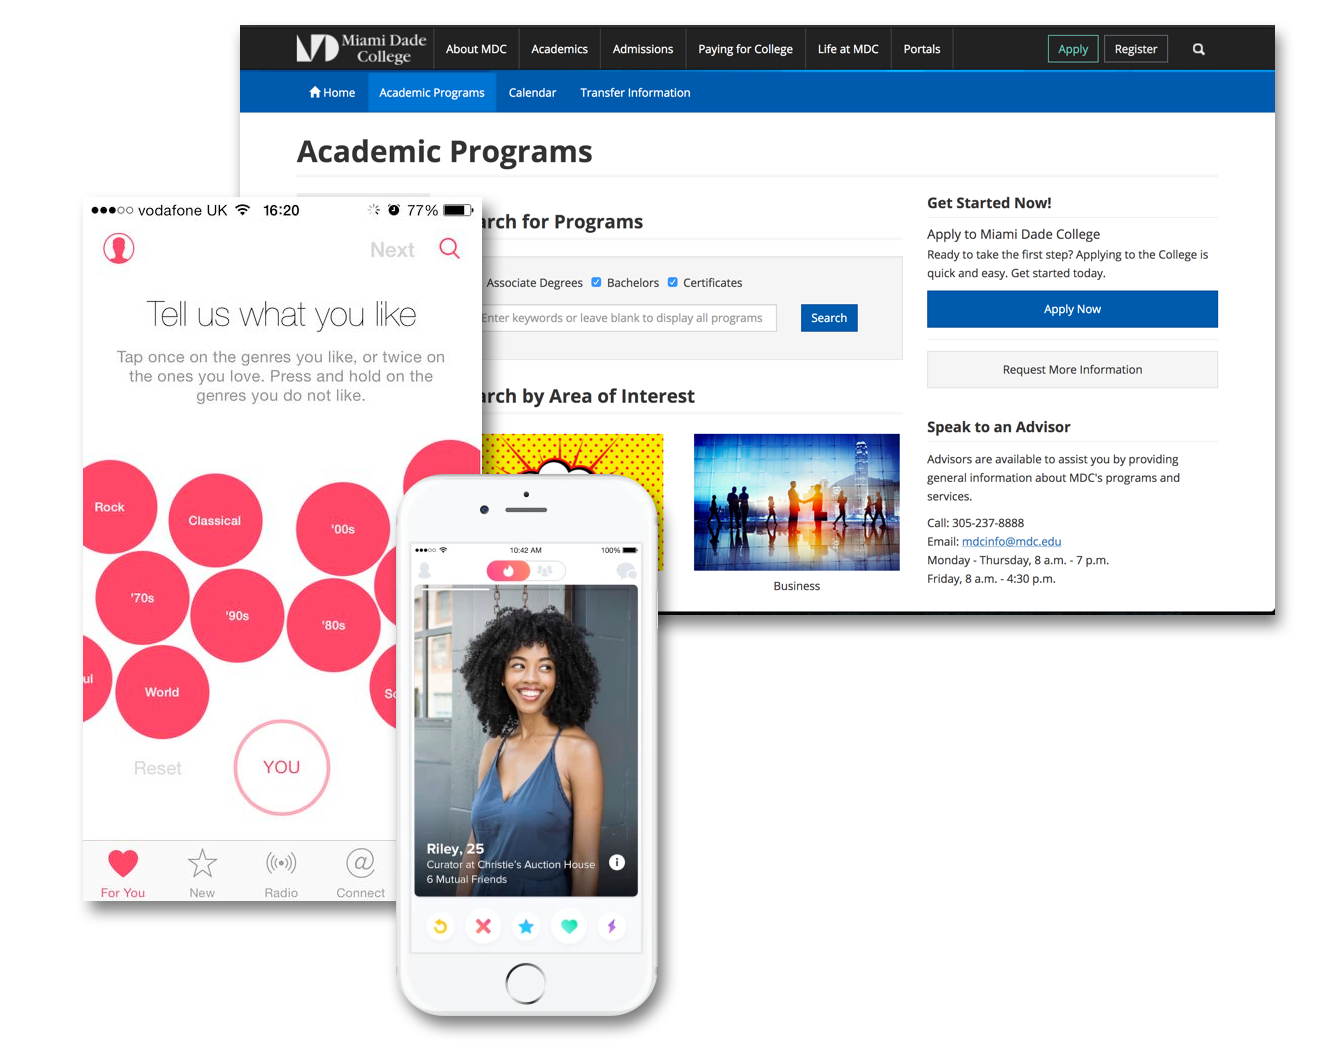 Miami Dade
College
About MDC
Academics
Admissions
Paying for College
Life at MDC
Portals
Apply
Register
Home
Academic Programs
Calendar
Transfer Information
Academic Programs
arch for Programs
Associate Degrees
Bachelors
Certificates
Enter keywords or leave blank to display all programs
Search
arch by Area of Interest
Business
Get Started Now!
Apply to Miami Dade College
Ready to take the first step? Applying to the College is
quick and easy. Get started today.
Apply Now
Request More Information
Speak to an Advisor
Advisors are available to assist you by providing
general information about MDC's programs and
services.
Call: 305-237-8888
Email: mdcinfo@mdc.edu
Monday - Thursday, 8 a.m. - 7 p.m.
Friday, 8 a.m. - 4:30 p.m.
vodafone UK 16:20 77%
Next
Tell us what you like
Tap once on the genres you like, or twice on
the ones you love. Press and hold on the
genres you do not like.
Rock
Classical
'00s
'70s
'90s
'80s
ul
World
So
Reset
YOU
For You
New
Radio
Connect
10:42 AM 100%
Riley, 25
Curator at Christie's Auction House
6 Mutual Friends